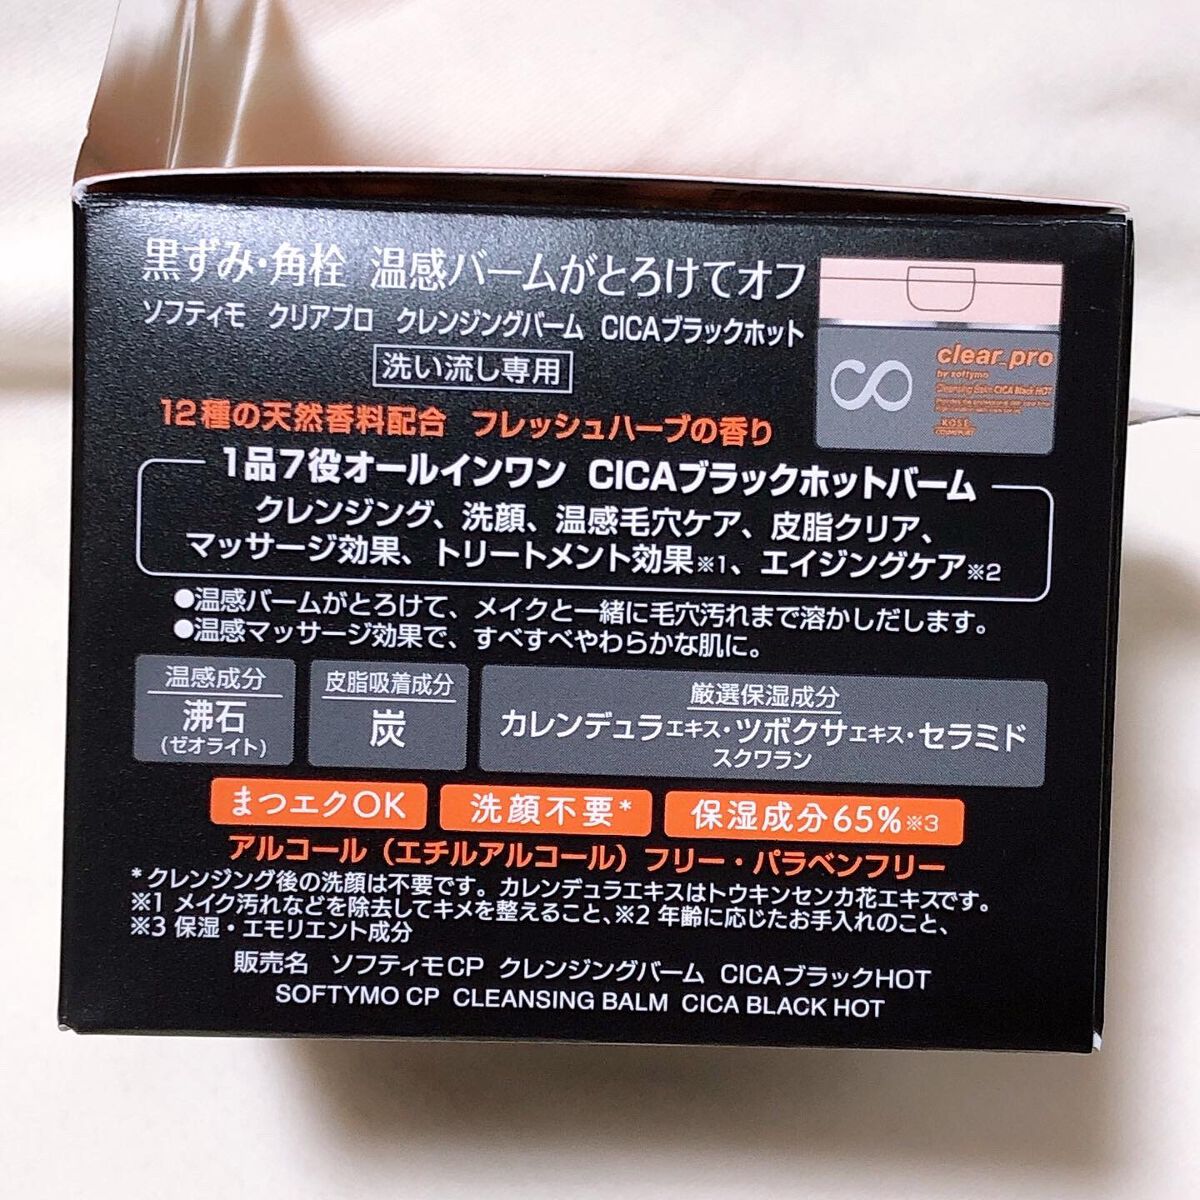 黒ずみ・角栓 温感バームがとろけてオフ
ソフティモ クリアプロ クレンジングバーム CICAブラックホット
洗い流し専用
12種の天然香料配合 フレッシュハーブの香り
clear_pro
by softymo
Cleansing Balm CICA Black HOT
KOSÉ
COSMEPORT
1品7役オールインワン CICAブラックホットバーム
クレンジング、洗顔、温感毛穴ケア、皮脂クリア、
マッサージ効果、トリートメント効果※1、エイジングケア※2
●温感バームがとろけて、メイクと一緒に毛穴汚れまで溶かしだします。
●温感マッサージ効果で、すべすべやわらかな肌に。
温感成分
沸石
(ゼオライト)
皮脂吸着成分
炭
厳選保湿成分
カレンデュラエキス・ツボクサエキス・セラミド
スクワラン
まつエクOK
洗顔不要*
保湿成分65%※3
アルコール（エチルアルコール）フリー・パラベンフリー
*クレンジング後の洗顔は不要です。カレンデュラエキスはトウキンセンカ花エキスです。
※1 メイク汚れなどを除去してキメを整えること、※2 年齢に応じたお手入れのこと、
※3 保湿・エモリエント成分
販売名 ソフティモCP クレンジングバーム CICAブラックHOT
SOFTYMO CP CLEANSING BALM CICA BLACK HOT